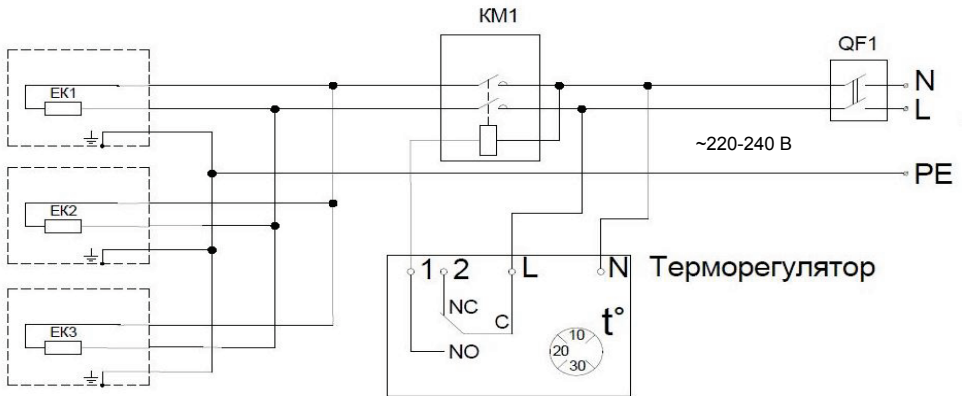 KM1
QF1
EK1
N
L
~220-240 В
PE
EK2
1 2 L N Терморегулятор
NC
C
t°
EK3
NO
10
20
30